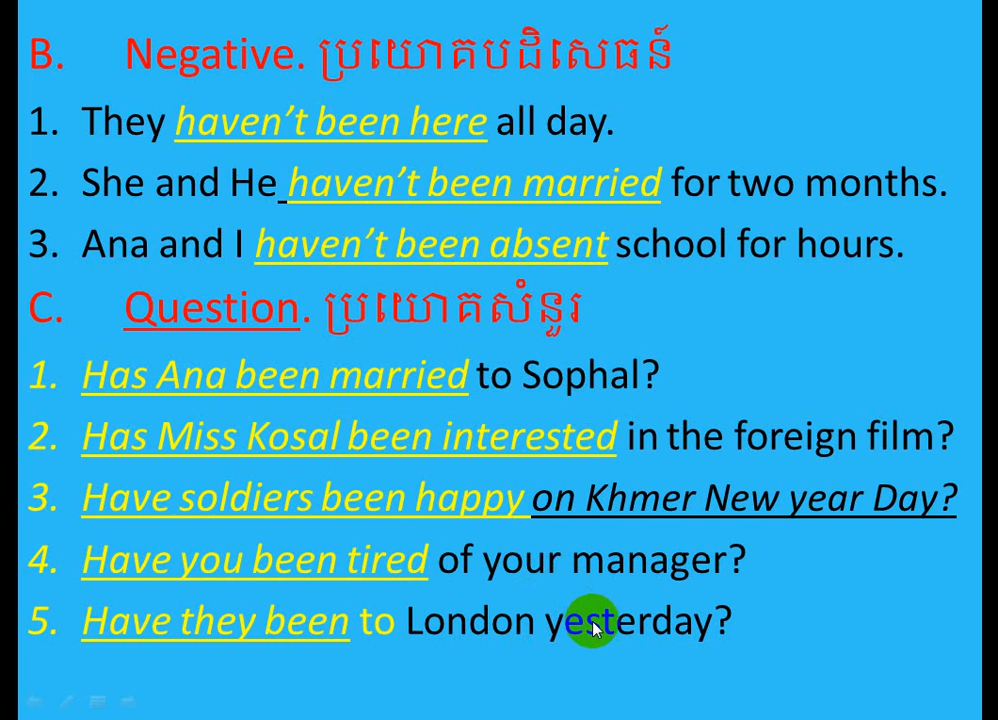 B. Negative. ប្រយោគបដិសេធន៍
1. They haven’t been here all day.
2. She and He haven’t been married for two months.
3. Ana and I haven’t been absent school for hours.
C. Question. ប្រយោគសំនួរ
1. Has Ana been married to Sophal?
2. Has Miss Kosal been interested in the foreign film?
3. Have soldiers been happy on Khmer New year Day?
4. Have you been tired of your manager?
5. Have they been to London yesterday?